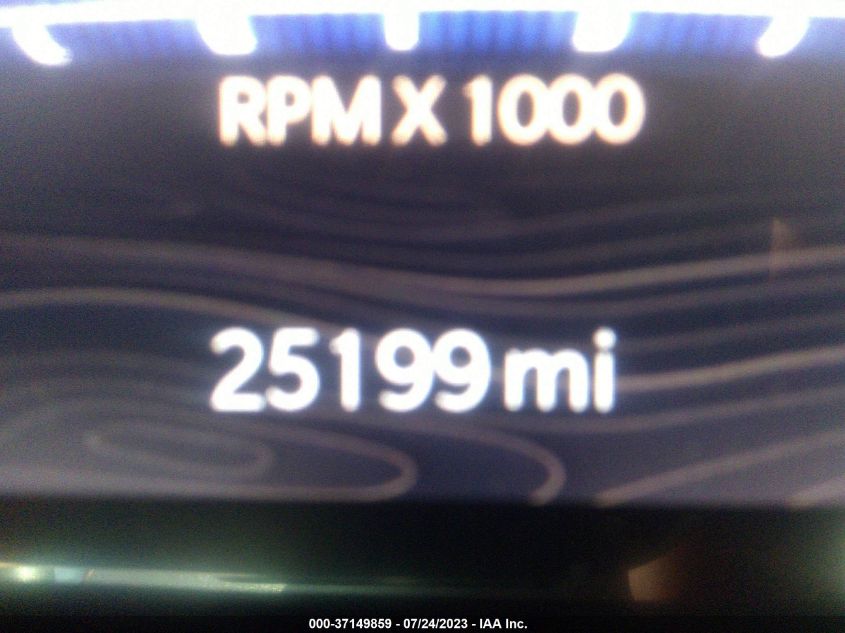 RPM X 1000
25199 mi
000-37149859 - 07/24/2023 - IAA Inc.